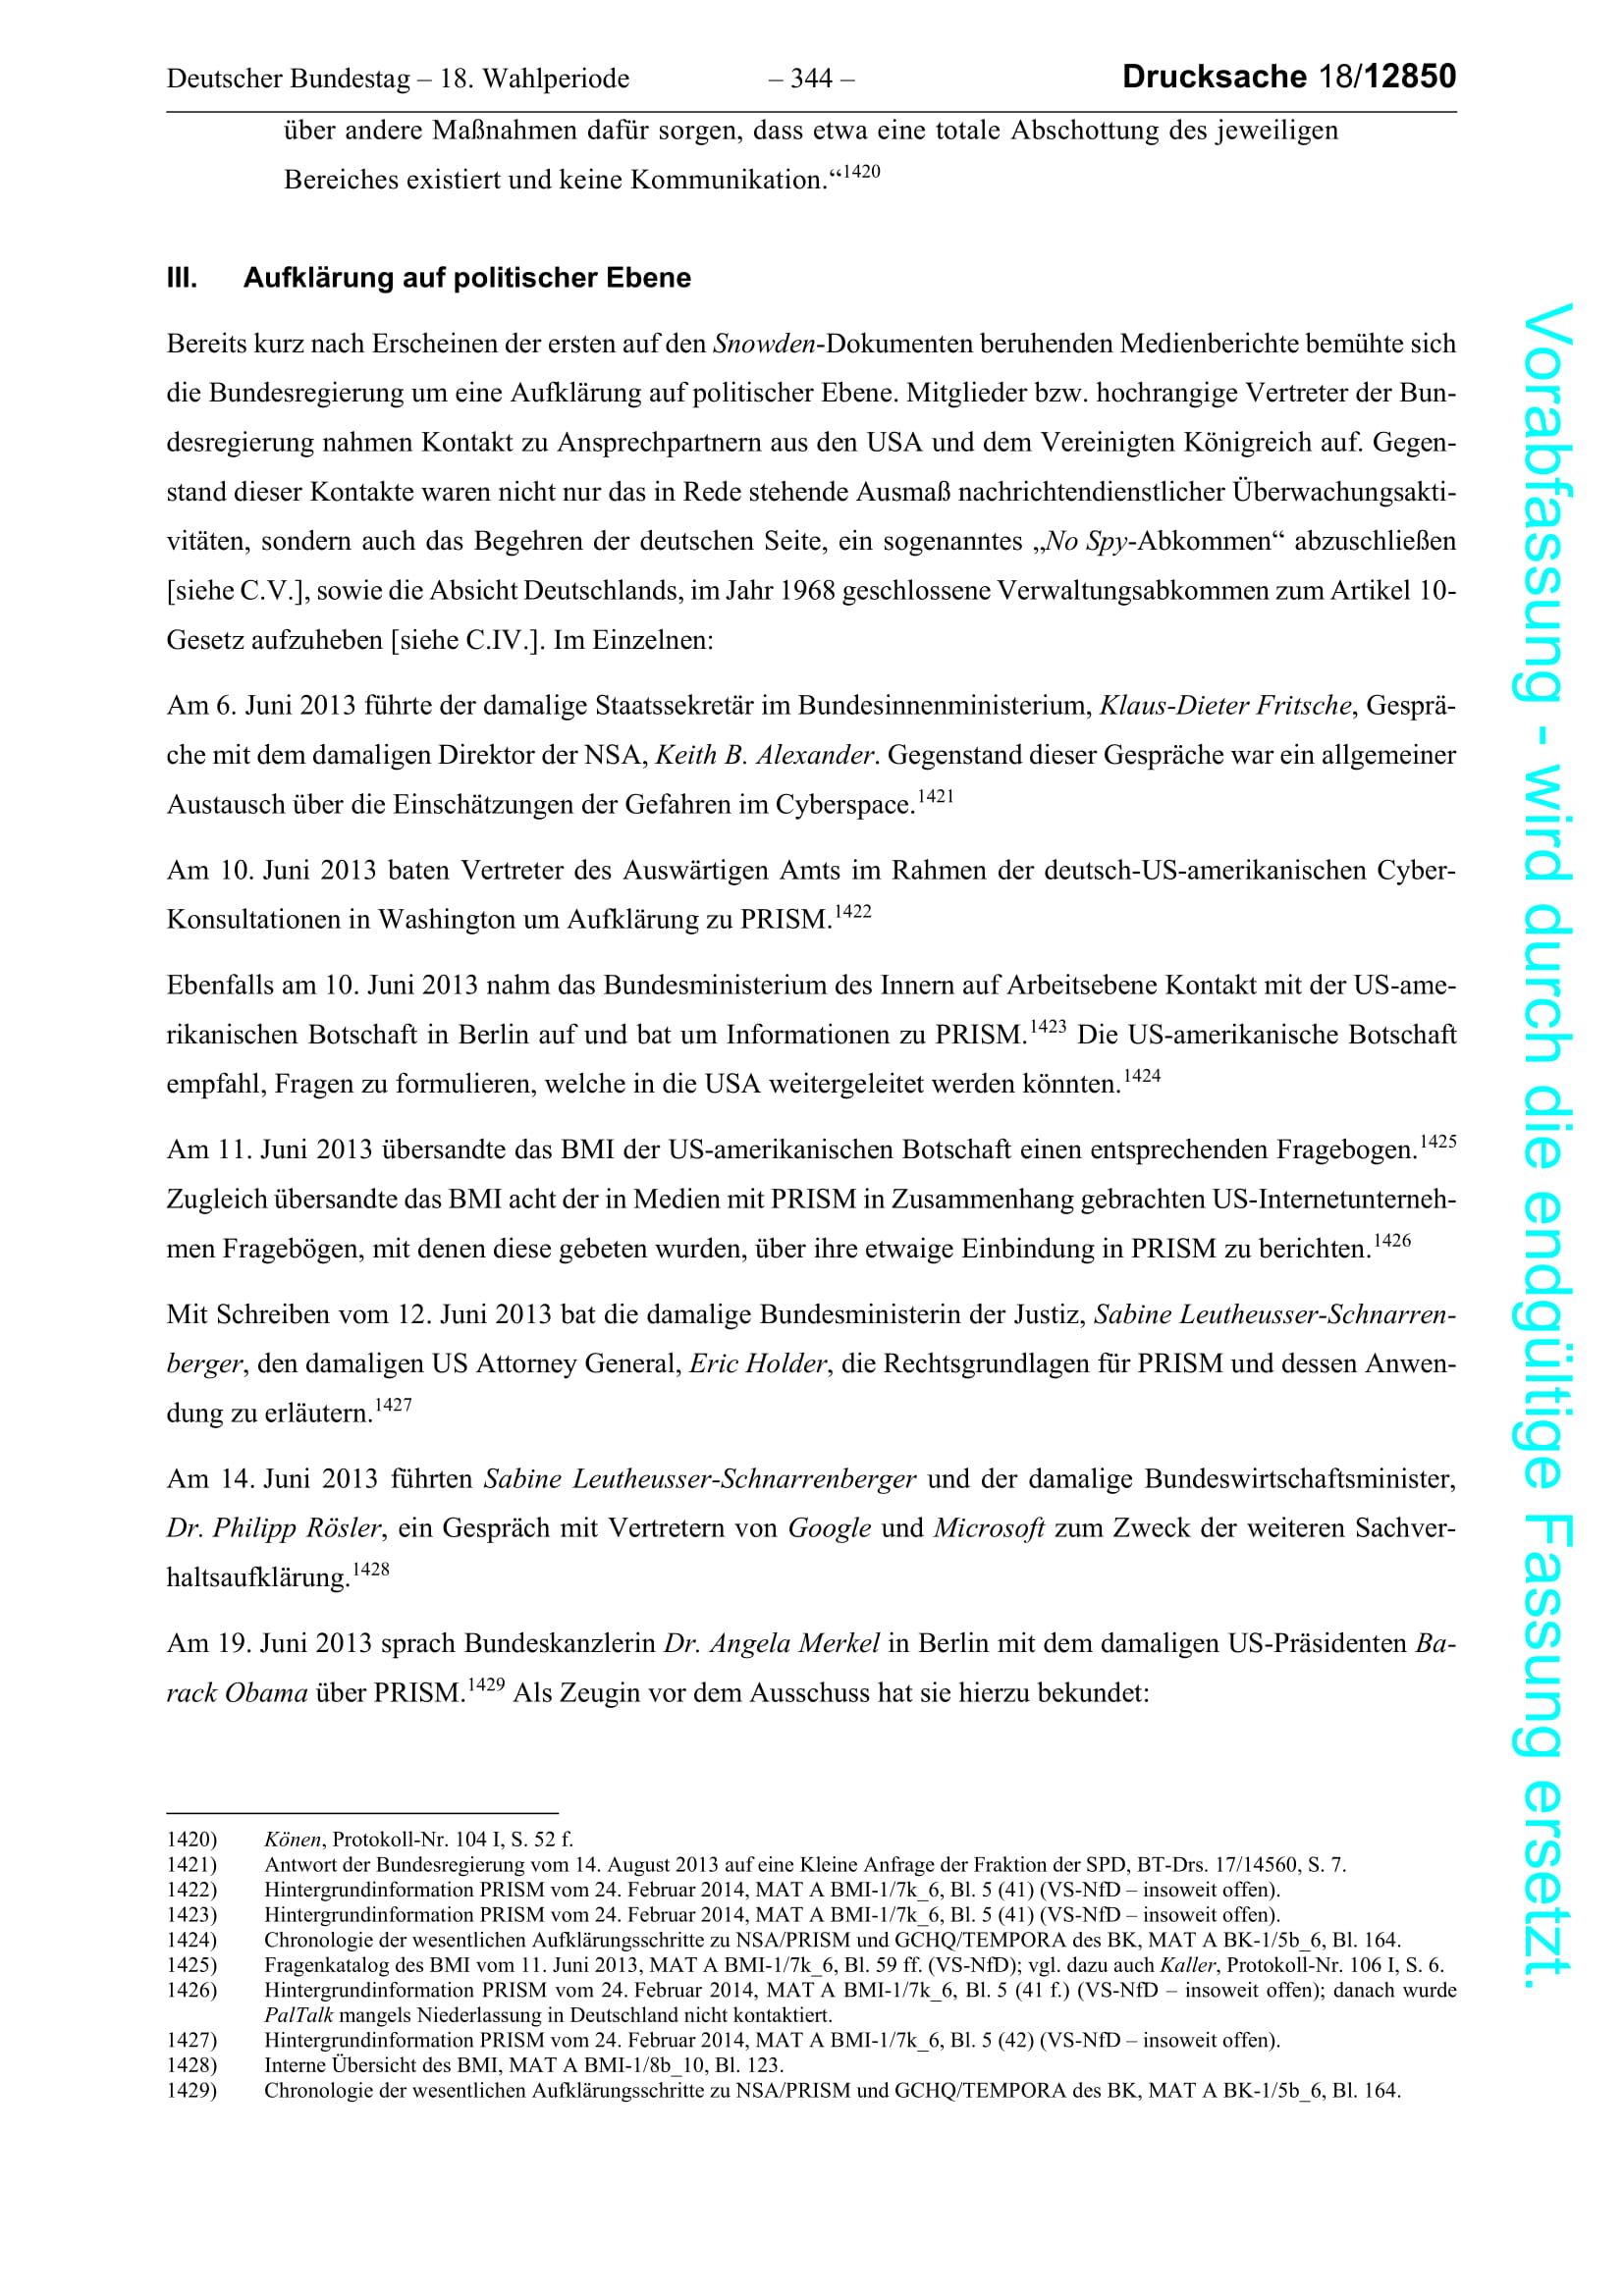 Deutscher Bundestag – 18. Wahlperiode – 344 – Drucksache 18/12850
über andere Maßnahmen dafür sorgen, dass etwa eine totale Abschottung des jeweiligen
Bereiches existiert und keine Kommunikation.“1420
III. Aufklärung auf politischer Ebene
Bereits kurz nach Erscheinen der ersten auf den Snowden-Dokumenten beruhenden Medienberichte bemühte sich
die Bundesregierung um eine Aufklärung auf politischer Ebene. Mitglieder bzw. hochrangige Vertreter der Bun-
desregierung nahmen Kontakt zu Ansprechpartnern aus den USA und dem Vereinigten Königreich auf. Gegen-
stand dieser Kontakte waren nicht nur das in Rede stehende Ausmaß nachrichtendienstlicher Überwachungsakti-
vitäten, sondern auch das Begehren der deutschen Seite, ein sogenanntes „No Spy-Abkommen“ abzuschließen
[siehe C.V.], sowie die Absicht Deutschlands, im Jahr 1968 geschlossene Verwaltungsabkommen zum Artikel 10-
Gesetz aufzuheben [siehe C.IV.]. Im Einzelnen:
Am 6. Juni 2013 führte der damalige Staatssekretär im Bundesinnenministerium, Klaus-Dieter Fritsche, Gesprä-
che mit dem damaligen Direktor der NSA, Keith B. Alexander. Gegenstand dieser Gespräche war ein allgemeiner
Austausch über die Einschätzungen der Gefahren im Cyberspace.1421
Am 10. Juni 2013 baten Vertreter des Auswärtigen Amts im Rahmen der deutsch-US-amerikanischen Cyber-
Konsultationen in Washington um Aufklärung zu PRISM.1422
Ebenfalls am 10. Juni 2013 nahm das Bundesministerium des Innern auf Arbeitsebene Kontakt mit der US-ame-
rikanischen Botschaft in Berlin auf und bat um Informationen zu PRISM.1423 Die US-amerikanische Botschaft
empfahl, Fragen zu formulieren, welche in die USA weitergeleitet werden könnten.1424
Am 11. Juni 2013 übersandte das BMI der US-amerikanischen Botschaft einen entsprechenden Fragebogen.1425
Zugleich übersandte das BMI acht der in Medien mit PRISM in Zusammenhang gebrachten US-Internetunterneh-
men Fragebögen, mit denen diese gebeten wurden, über ihre etwaige Einbindung in PRISM zu berichten.1426
Mit Schreiben vom 12. Juni 2013 bat die damalige Bundesministerin der Justiz, Sabine Leutheusser-Schnarren-
berger, den damaligen US Attorney General, Eric Holder, die Rechtsgrundlagen für PRISM und dessen Anwen-
dung zu erläutern.1427
Am 14. Juni 2013 führten Sabine Leutheusser-Schnarrenberger und der damalige Bundeswirtschaftsminister,
Dr. Philipp Rösler, ein Gespräch mit Vertretern von Google und Microsoft zum Zweck der weiteren Sachver-
haltsaufklärung.1428
Am 19. Juni 2013 sprach Bundeskanzlerin Dr. Angela Merkel in Berlin mit dem damaligen US-Präsidenten Ba-
rack Obama über PRISM.1429 Als Zeugin vor dem Ausschuss hat sie hierzu bekundet:
1420) Könen, Protokoll-Nr. 104 I, S. 52 f.
1421) Antwort der Bundesregierung vom 14. August 2013 auf eine Kleine Anfrage der Fraktion der SPD, BT-Drs. 17/14560, S. 7.
1422) Hintergrundinformation PRISM vom 24. Februar 2014, MAT A BMI-1/7k_6, Bl. 5 (41) (VS-NfD – insoweit offen).
1423) Hintergrundinformation PRISM vom 24. Februar 2014, MAT A BMI-1/7k_6, Bl. 5 (41) (VS-NfD – insoweit offen).
1424) Chronologie der wesentlichen Aufklärungsschritte zu NSA/PRISM und GCHQ/TEMPORA des BK, MAT A BK-1/5b_6, Bl. 164.
1425) Fragenkatalog des BMI vom 11. Juni 2013, MAT A BMI-1/7k_6, Bl. 59 ff. (VS-NfD); vgl. dazu auch Kaller, Protokoll-Nr. 106 I, S. 6.
1426) Hintergrundinformation PRISM vom 24. Februar 2014, MAT A BMI-1/7k_6, Bl. 5 (41 f.) (VS-NfD – insoweit offen); danach wurde
PalTalk mangels Niederlassung in Deutschland nicht kontaktiert.
1427) Hintergrundinformation PRISM vom 24. Februar 2014, MAT A BMI-1/7k_6, Bl. 5 (42) (VS-NfD – insoweit offen).
1428) Interne Übersicht des BMI, MAT A BMI-1/8b_10, Bl. 123.
1429) Chronologie der wesentlichen Aufklärungsschritte zu NSA/PRISM und GCHQ/TEMPORA des BK, MAT A BK-1/5b_6, Bl. 164.
Vorabfassung - wird durch die endgültige Fassung ersetzt.